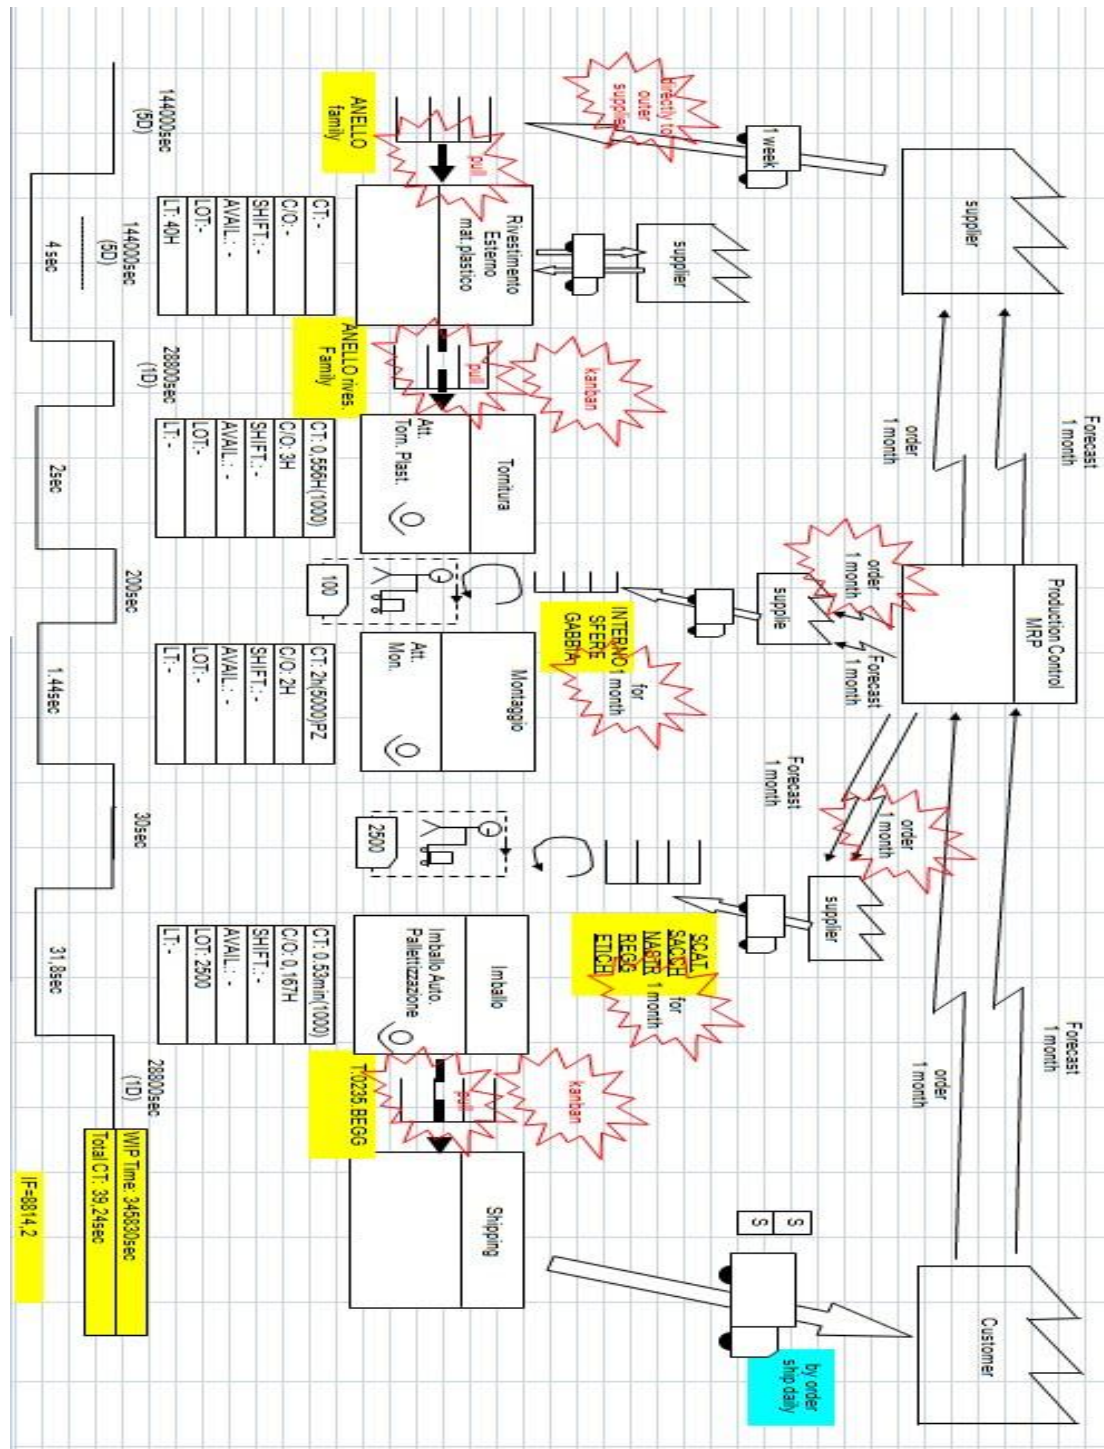 supplier
Forecast
1 month
order
1 month
Production Control
MRP
Forecast
1 month
order
1 month
Customer
directly to
outer
supplier
1 week
supplier
order
1 month
Forecast
1 month
supplie
Forecast
1 month
order
1 month
supplier
S
S
by order
ship daily
INTERNO
SFERE
GABBIA
for
1 month
SCAT
SACCH
NASTR
REGG
ETICH
for
1 month
ANELLO
family
pull
Rivestimento
Esterno
mat.plastico
pull
kanban
ANELLO rives.
Family
Tornitura
Att.
Torn. Plast.
100
Montaggio
Att.
Mon.
2500
Imballo
Imballo Auto.
Pallettizzazione
pull
kanban
T.0235.BEGG
Shipping
CT:-
C/O:-
SHIFT:-
AVAIL.: -
LOT:-
LT: 40H
CT: 0,556H(1000)
C/O: 3H
SHIFT: -
AVAIL.: -
LOT:-
LT:-
CT: 2h(5000)PZ
C/O: 2H
SHIFT: -
AVAIL.: -
LOT:-
LT:-
CT: 0.53min(1000)
C/O: 0,167H
SHIFT:-
AVAIL.: -
LOT: 2500
LT:-
144000sec
(5D)
144000sec
(5D)
----------
4 sec
28800sec
(1D)
2sec
200sec
1.44sec
30sec
31,8sec
28800sec
(1D)
WIP Time: 345830sec
Total CT: 39,24sec
IF=8814,2